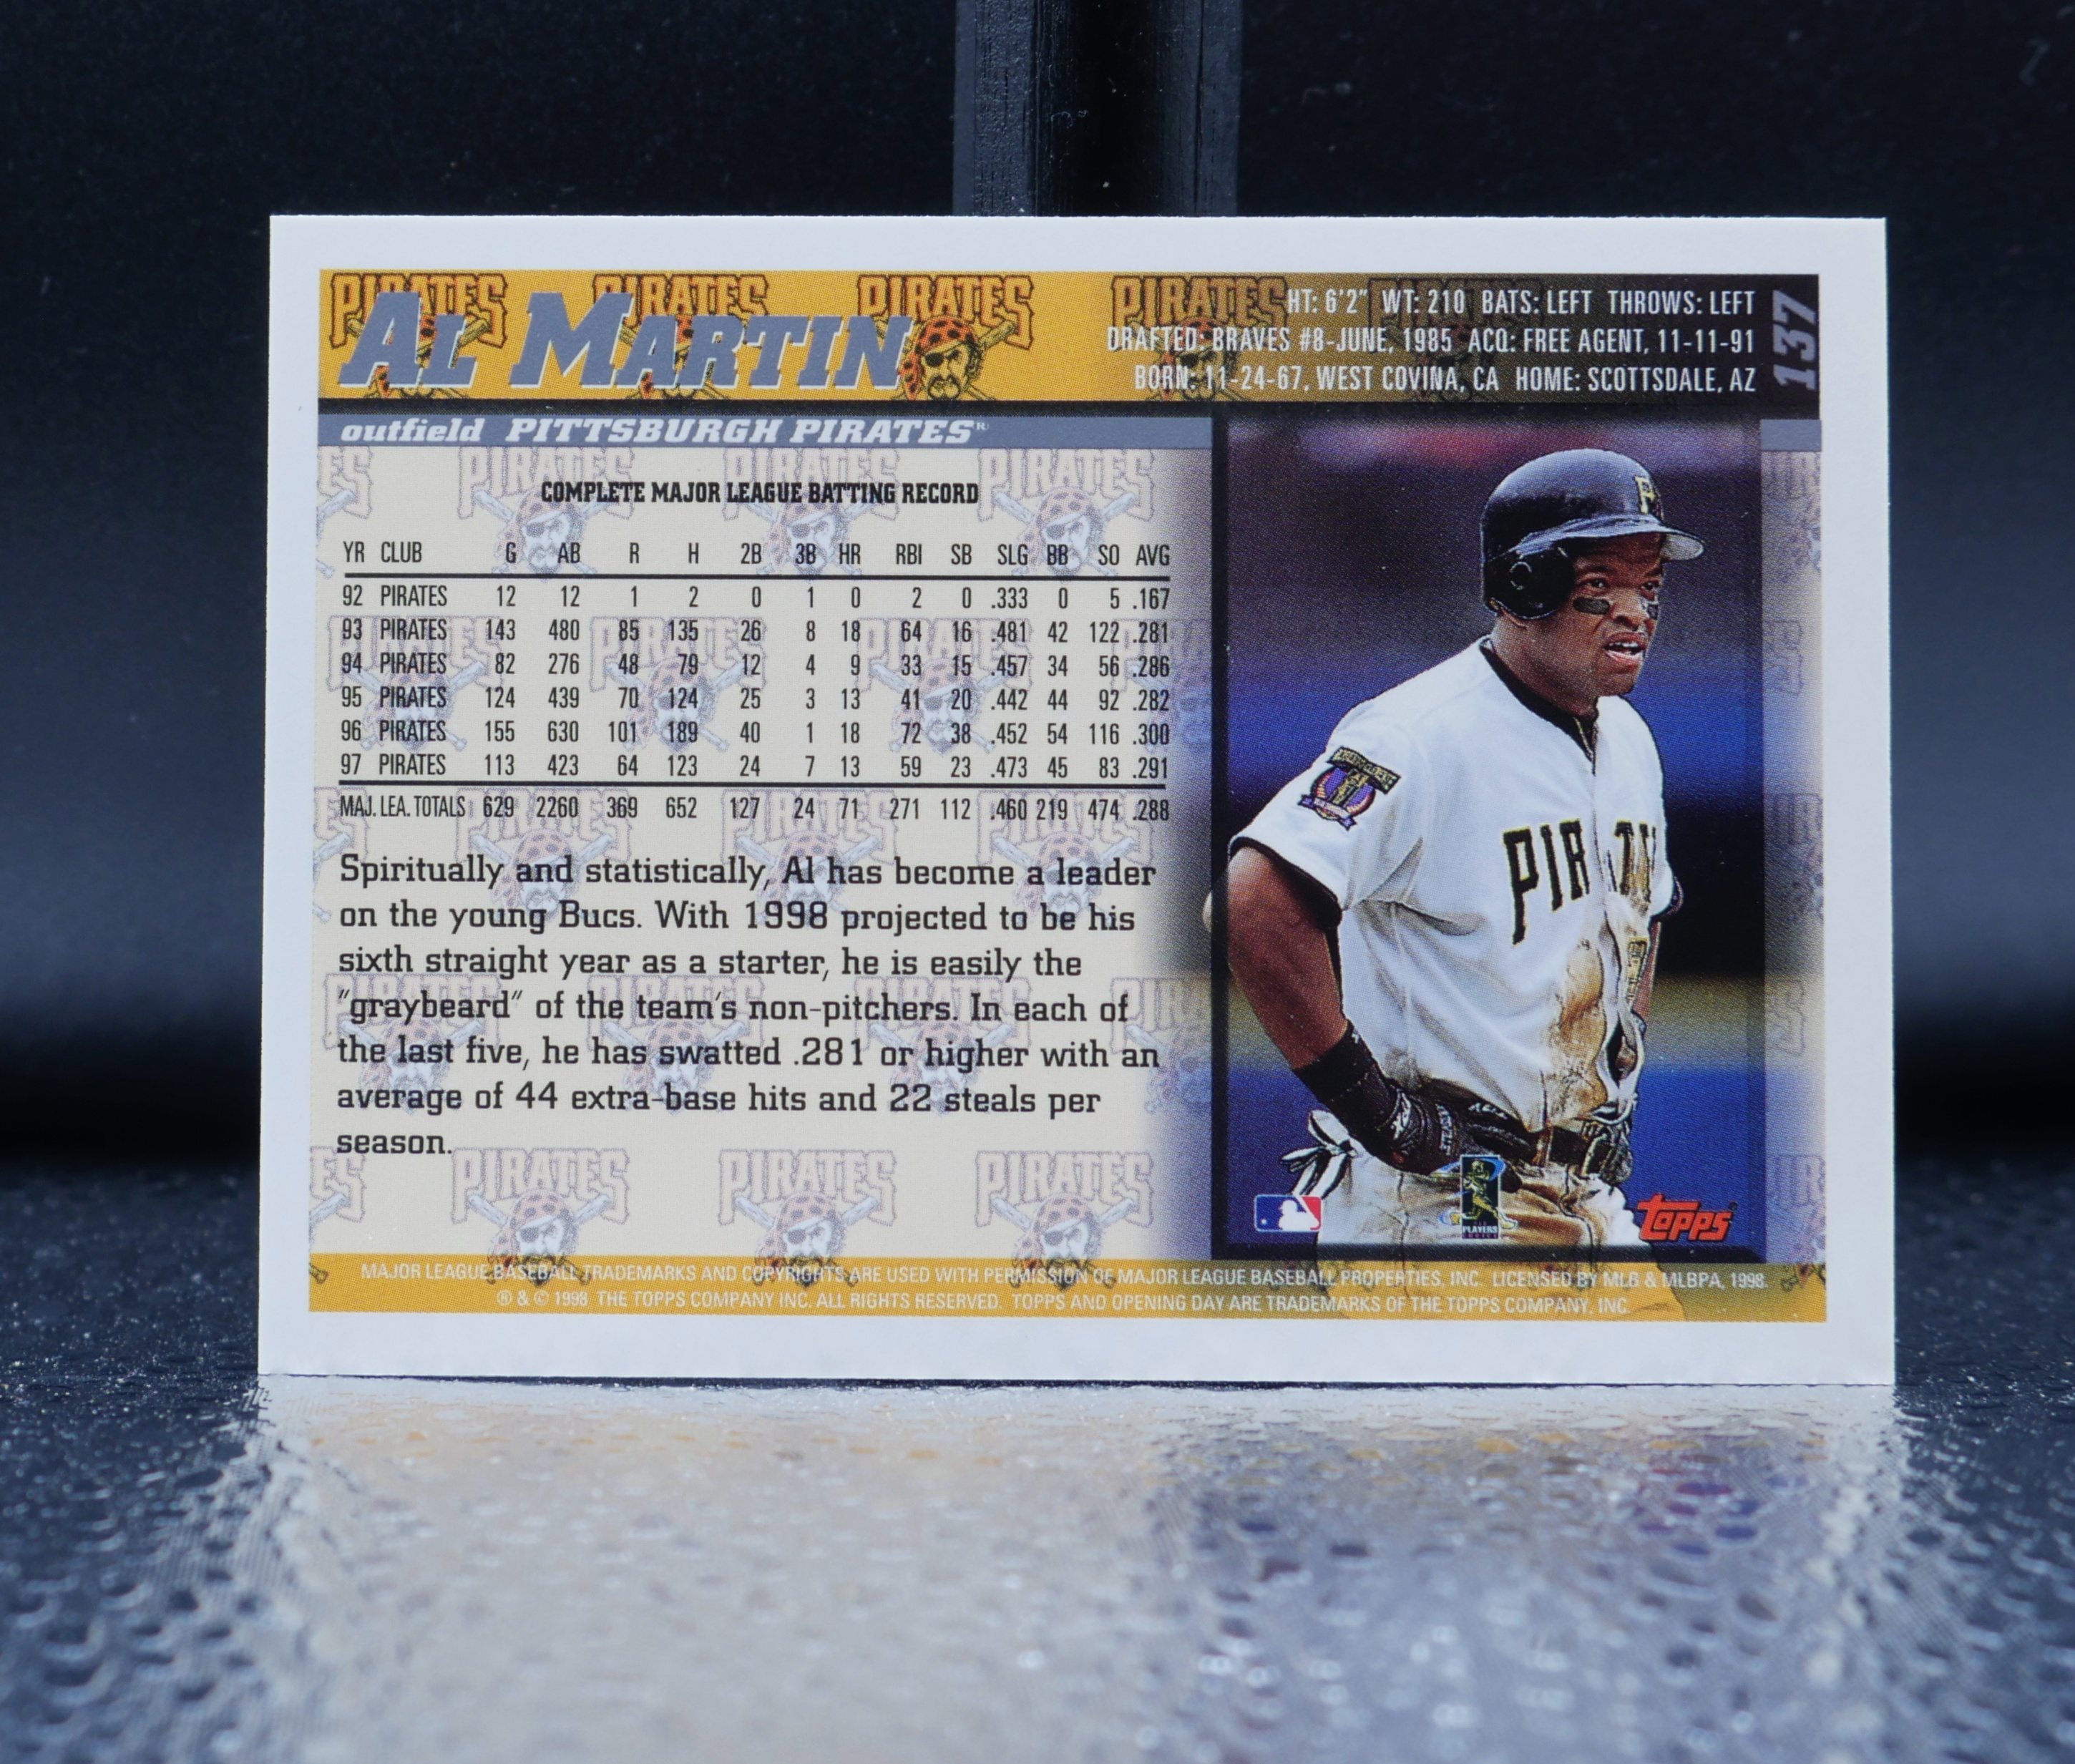 AL MARTIN
HT: 6'2" WT: 210 BATS: LEFT THROWS: LEFT
DRAFTED: BRAVES #8-JUNE, 1985 ACQ: FREE AGENT, 11-11-91
BORN: 11-24-67, WEST COVINA, CA HOME: SCOTTSDALE, AZ
137
outfield PITTSBURGH PIRATES®
COMPLETE MAJOR LEAGUE BATTING RECORD
YR CLUB G AB R H 2B 3B HR RBI SB SLG BB SO AVG
92 PIRATES 12 12 1 2 0 1 0 2 0 .333 0 5 .167
93 PIRATES 143 480 85 135 26 8 18 64 16 .481 42 122 .281
94 PIRATES 82 276 48 79 12 4 9 33 15 .457 34 56 .286
95 PIRATES 124 439 70 124 25 3 13 41 20 .442 44 92 .282
96 PIRATES 155 630 101 189 40 1 18 72 38 .452 54 116 .300
97 PIRATES 113 423 64 123 24 7 13 59 23 .473 45 83 .291
MAJ. LEA. TOTALS 629 2260 369 652 127 24 71 271 112 .460 219 474 .288
Spiritually and statistically, Al has become a leader
on the young Bucs. With 1998 projected to be his
sixth straight year as a starter, he is easily the
"graybeard" of the team's non-pitchers. In each of
the last five, he has swatted .281 or higher with an
average of 44 extra-base hits and 22 steals per
season.
PLAYERS
CHOICE
Topps
MAJOR LEAGUE BASEBALL TRADEMARKS AND COPYRIGHTS ARE USED WITH PERMISSION OF MAJOR LEAGUE BASEBALL PROPERTIES, INC. LICENSED BY MLB & MLBPA, 1998.
® & © 1998 THE TOPPS COMPANY INC. ALL RIGHTS RESERVED. TOPPS AND OPENING DAY ARE TRADEMARKS OF THE TOPPS COMPANY, INC.